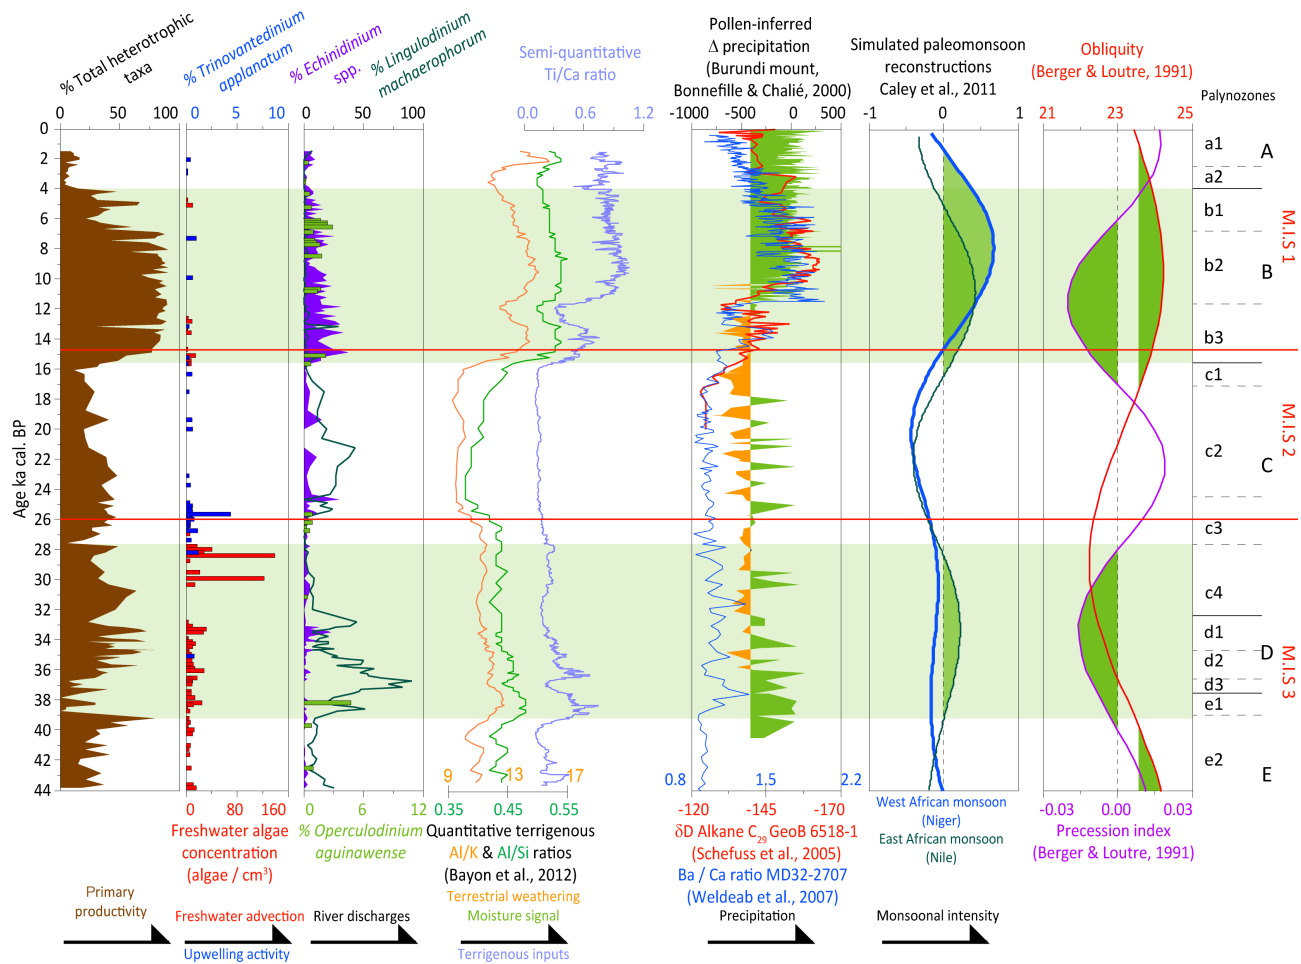 % Total heterotrophic
taxa
% Trinovantedinium
applanatum
% Echinidinium
spp.
% Lingulodinium
machaerophorum
Semi-quantitative
Ti/Ca ratio
Pollen-inferred
Δ precipitation
(Burundi mount,
Bonnefille & Chalié, 2000)
Simulated paleomonsoon
reconstructions
Caley et al., 2011
Obliquity
(Berger & Loutre, 1991)
Palynozones
0 50 100
0 5 10
0 50 100
0.0 0.6 1.2
-1000 -500 0 500
-1 0 1
21 23 25
Age ka cal. BP
0
2
4
6
8
10
12
14
16
18
20
22
24
26
28
30
32
34
36
38
40
42
44
a1
a2
b1
b2
b3
c1
c2
c3
c4
d1
d2
d3
e1
e2
A
B
C
D
E
M.I.S 1
M.I.S 2
M.I.S 3
9 13 17
0.8 1.5 2.2
0 80 160
0 6 12
0.35 0.45 0.55
-120 -145 -170
-0.03 0.00 0.03
Freshwater algae
concentration
(algae / cm³)
% Operculodinium
aguinawense
Quantitative terrigenous
Al/K & Al/Si ratios
(Bayon et al., 2012)
Terrestrial weathering
Moisture signal
Terrigenous inputs
δD Alkane C29 GeoB 6518-1
(Schefuss et al., 2005)
Ba / Ca ratio MD32-2707
(Weldeab et al., 2007)
Precipitation
West African monsoon
(Niger)
East African monsoon
(Nile)
Monsoonal intensity
Precession index
(Berger & Loutre, 1991)
Primary
productivity
Freshwater advection
Upwelling activity
River discharges